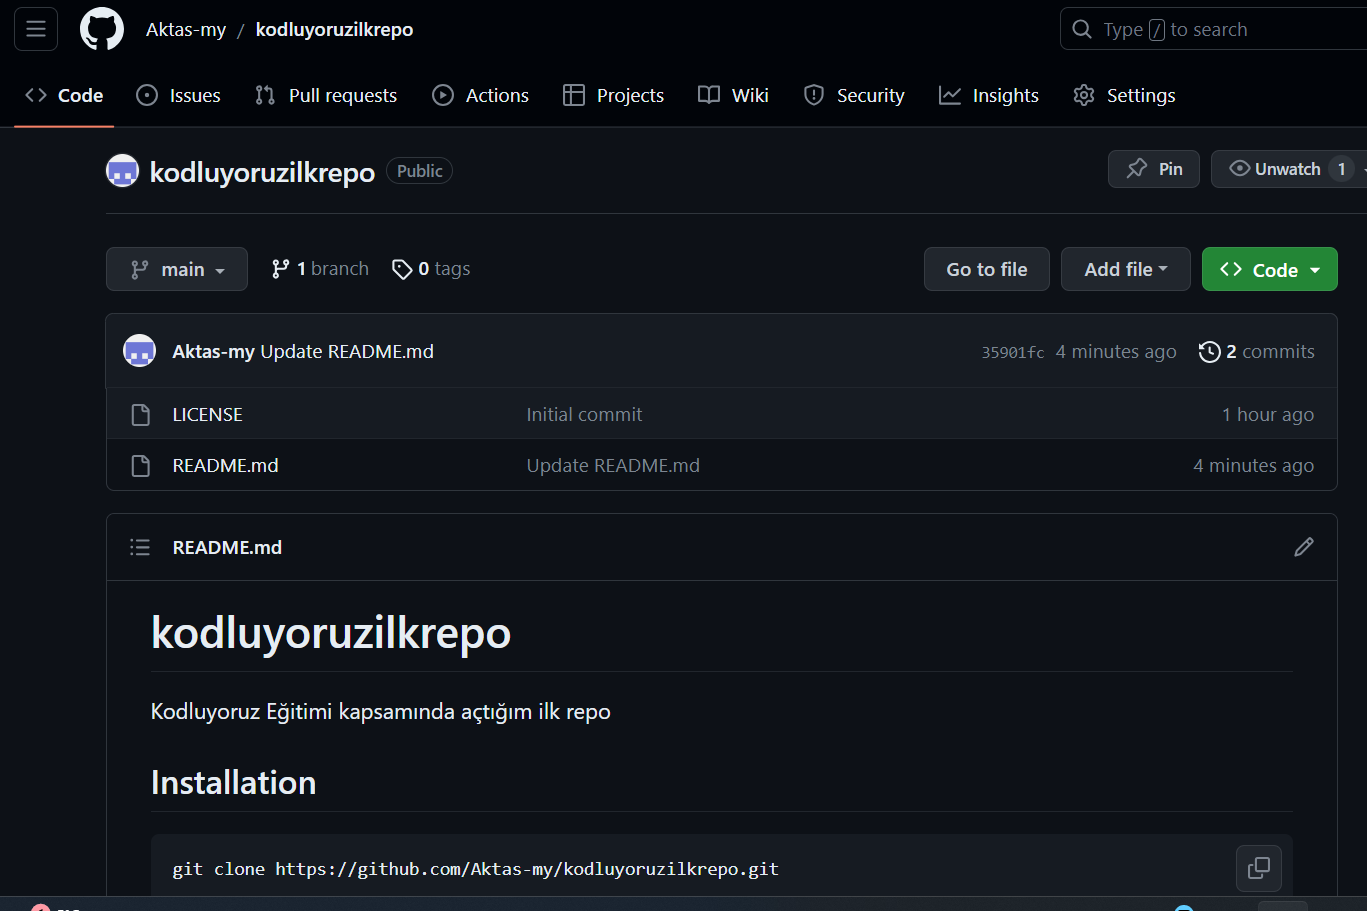 Aktas-my / kodluyoruzilkrepo Type / to search
Code Issues Pull requests Actions Projects Wiki Security Insights Settings
kodluyoruzilkrepo Public Pin Unwatch 1
main 1 branch 0 tags Go to file Add file Code
Aktas-my Update README.md 35901fc 4 minutes ago 2 commits
LICENSE Initial commit 1 hour ago
README.md Update README.md 4 minutes ago
README.md
kodluyoruzilkrepo
Kodluyoruz Eğitimi kapsamında açtığım ilk repo
Installation
git clone https://github.com/Aktas-my/kodluyoruzilkrepo.git